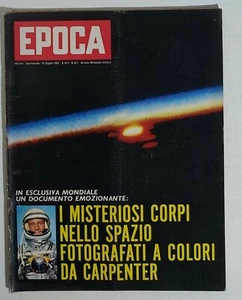 EPOCA
IN ESCLUSIVA MONDIALE
UN DOCUMENTO EMOZIONANTE:
I MISTERIOSI CORPI
NELLO SPAZIO
FOTOGRAFATI A COLORI
DA CARPENTER